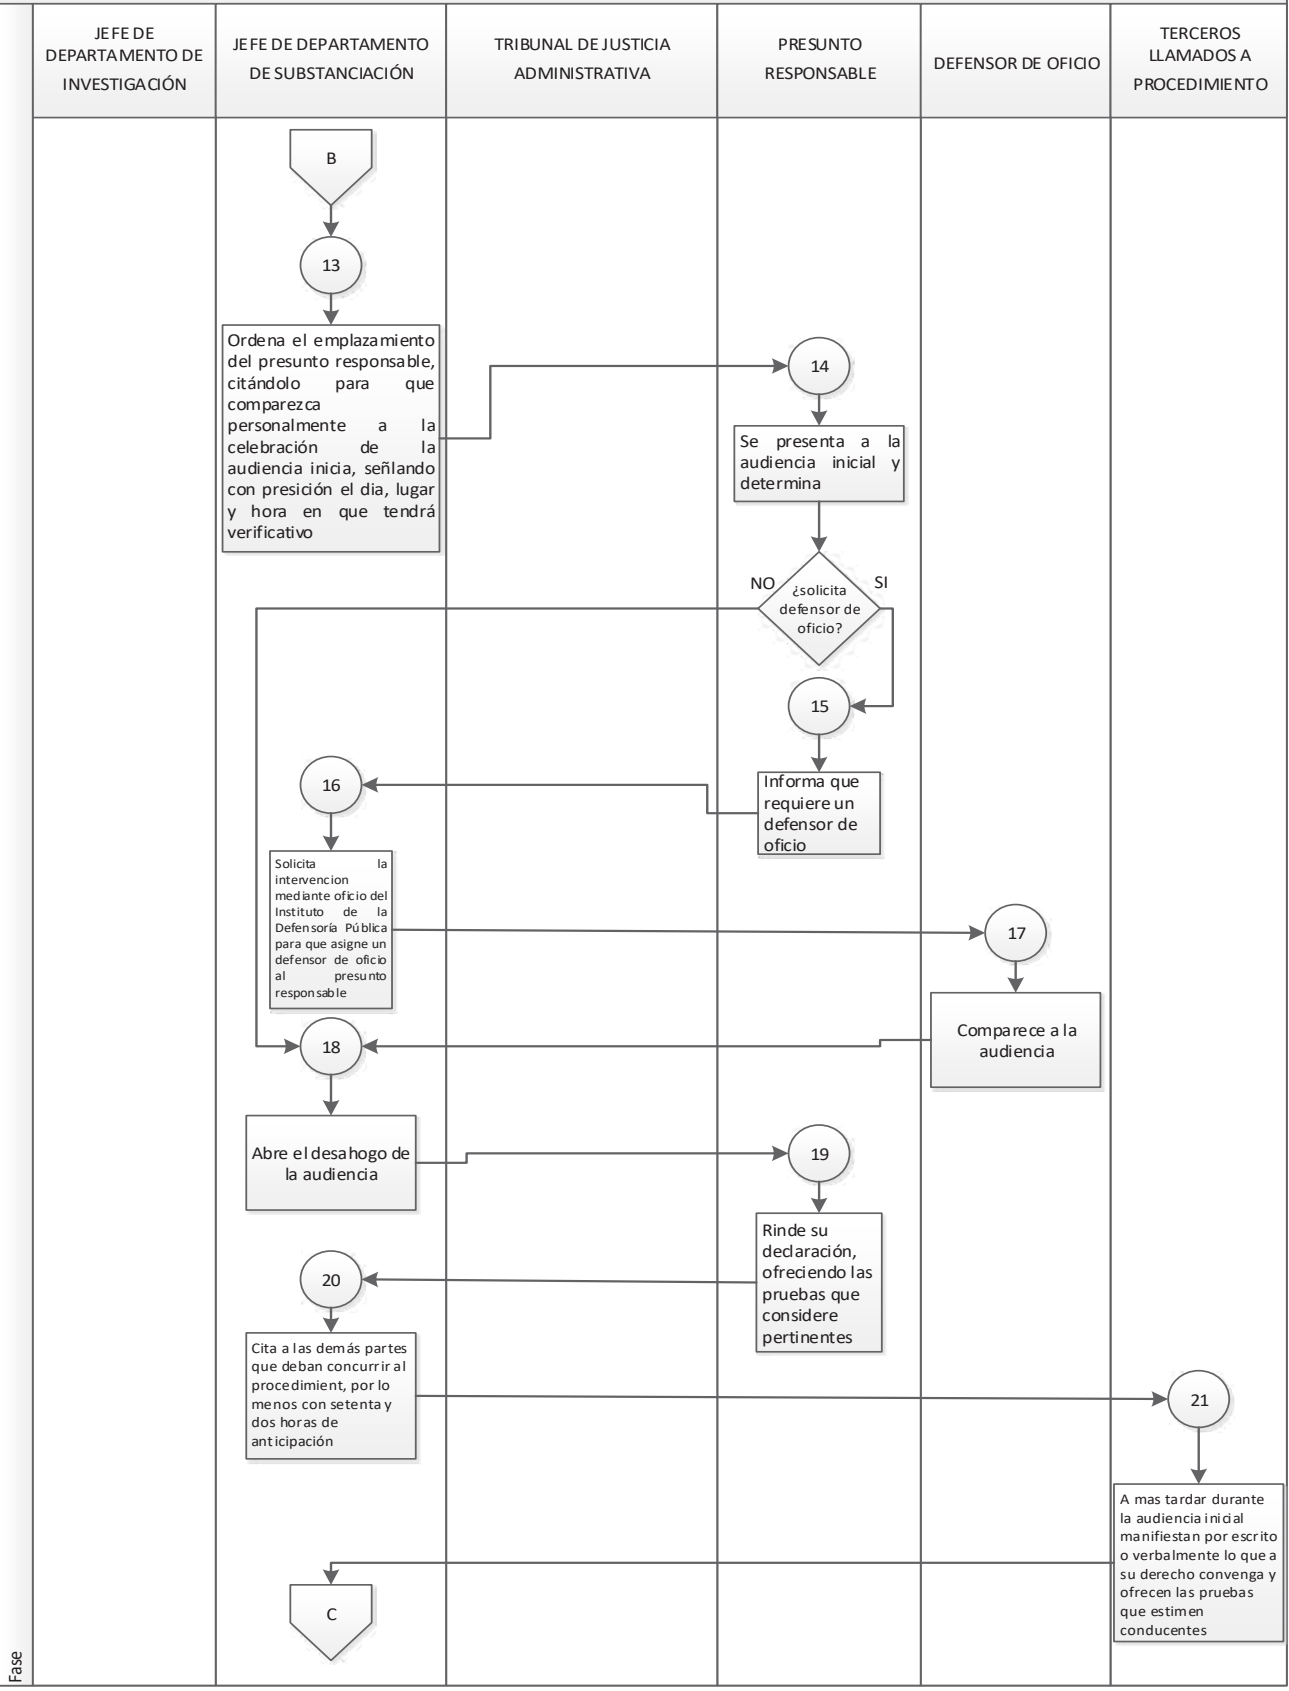 JEFE DE
DEPARTAMENTO DE
INVESTIGACIÓN
JEFE DE DEPARTAMENTO
DE SUBSTANCIACIÓN
TRIBUNAL DE JUSTICIA
ADMINISTRATIVA
PRESUNTO
RESPONSABLE
DEFENSOR DE OFICIO
TERCEROS
LLAMADOS A
PROCEDIMIENTO
B
13
Ordena el emplazamiento
del presunto responsable,
citándolo para que
comparezca
personalmente a la
celebración de la
audiencia inicia, señlando
con presición el dia, lugar
y hora en que tendrá
verificativo
14
Se presenta a la
audiencia inicial y
determina
NO
¿solicita
defensor de
oficio?
SI
15
Informa que
requiere un
defensor de
oficio
16
Solicita la
intervencion
mediante oficio del
Instituto de la
Defensoría Pública
para que asigne un
defensor de oficio
al presunto
responsable
17
Comparece a la
audiencia
18
Abre el desahogo de
la audiencia
19
Rinde su
declaración,
ofreciendo las
pruebas que
considere
pertinentes
20
Cita a las demás partes
que deban concurrir al
procedimient, por lo
menos con setenta y
dos horas de
anticipación
21
A mas tardar durante
la audiencia inicial
manifiestan por escrito
o verbalmente lo que a
su derecho convenga y
ofrecen las pruebas
que estimen
conducentes
C
Fase